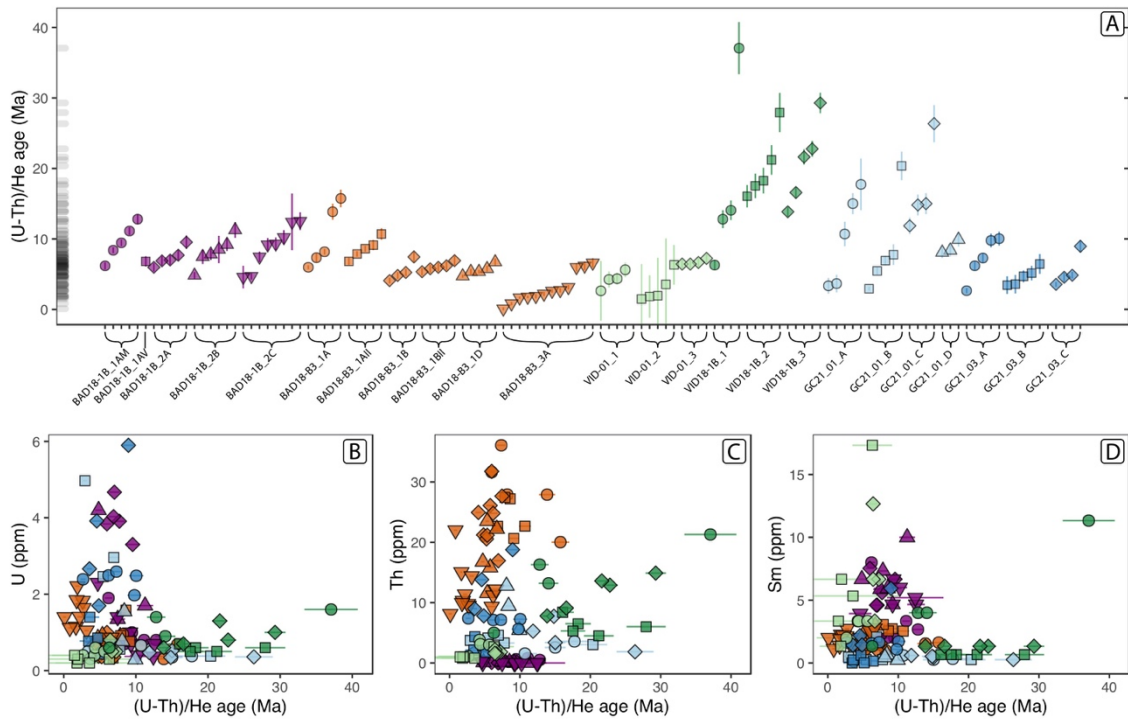 A
(U-Th)/He age (Ma)
40
30
20
10
0
BAD18-1B_1AM
BAD18-1B_1AV
BAD18-1B_2A
BAD18-1B_2B
BAD18-1B_2C
BAD18-B3_1A
BAD18-B3_1AII
BAD18-B3_1B
BAD18-B3_1BII
BAD18-B3_1D
BAD18-B3_3A
VID-01_1
VID-01_2
VID-01_3
VID18-1B_1
VID18-1B_2
VID18-1B_3
GC21_01_A
GC21_01_B
GC21_01_C
GC21_01_D
GC21_03_A
GC21_03_B
GC21_03_C
B
U (ppm)
6
4
2
0
0 10 20 30 40
(U-Th)/He age (Ma)
C
Th (ppm)
30
20
10
0
0 10 20 30 40
(U-Th)/He age (Ma)
D
Sm (ppm)
15
10
5
0
0 10 20 30 40
(U-Th)/He age (Ma)